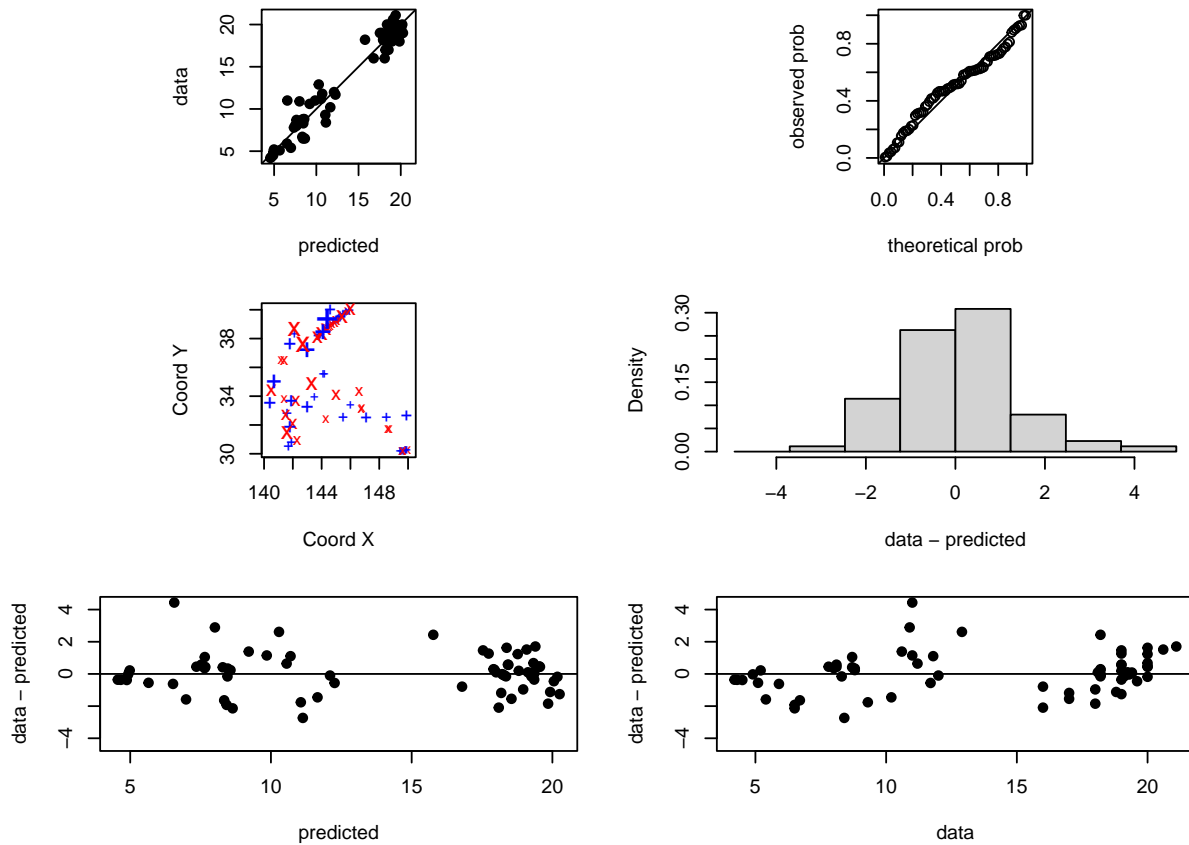 data
5 10 15 20
5 10 15 20
predicted
observed prob
0.0 0.4 0.8
0.0 0.4 0.8
theoretical prob
Coord Y
30 34 38
140 144 148
Coord X
Density
0.00 0.15 0.30
−4 −2 0 2 4
data − predicted
data − predicted
−4 0 2 4
5 10 15 20
predicted
data − predicted
−4 0 2 4
5 10 15 20
data